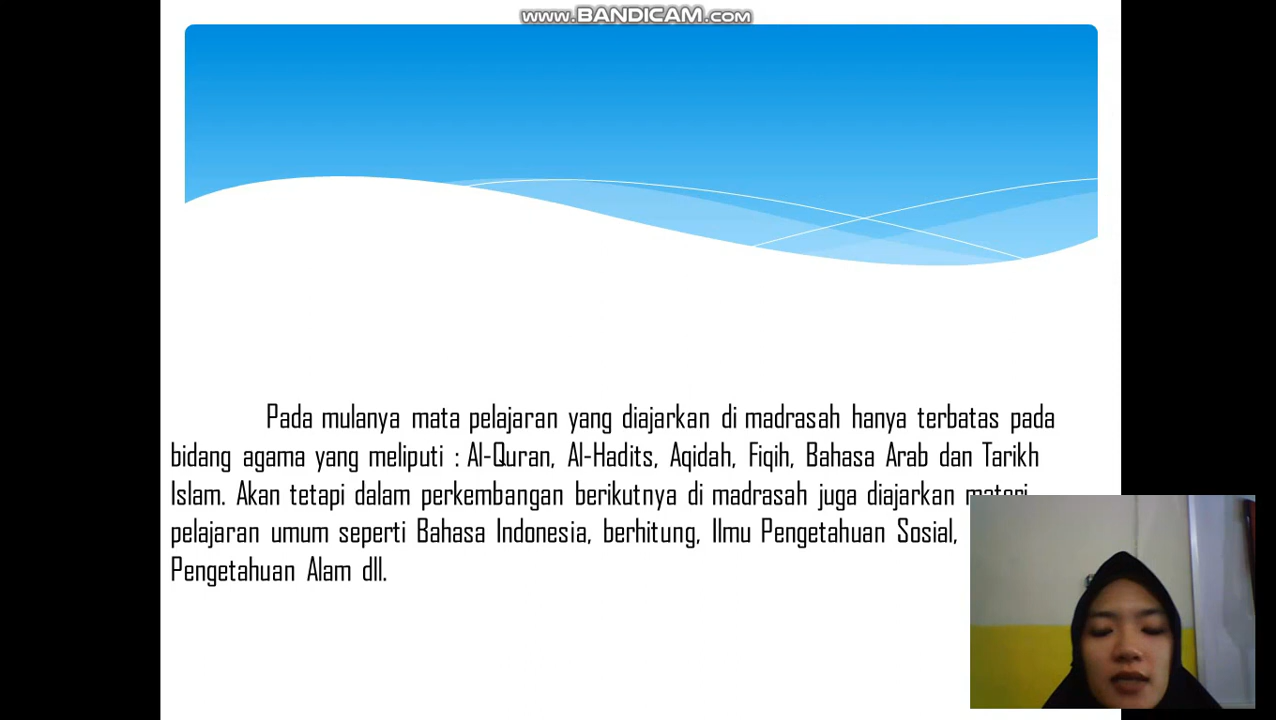 www.BANDICAM.com
Pada mulanya mata pelajaran yang diajarkan di madrasah hanya terbatas pada
bidang agama yang meliputi : Al-Quran, Al-Hadits, Aqidah, Fiqih, Bahasa Arab dan Tarikh
Islam. Akan tetapi dalam perkembangan berikutnya di madrasah juga diajarkan materi
pelajaran umum seperti Bahasa Indonesia, berhitung, Ilmu Pengetahuan Sosial,
Pengetahuan Alam dll.